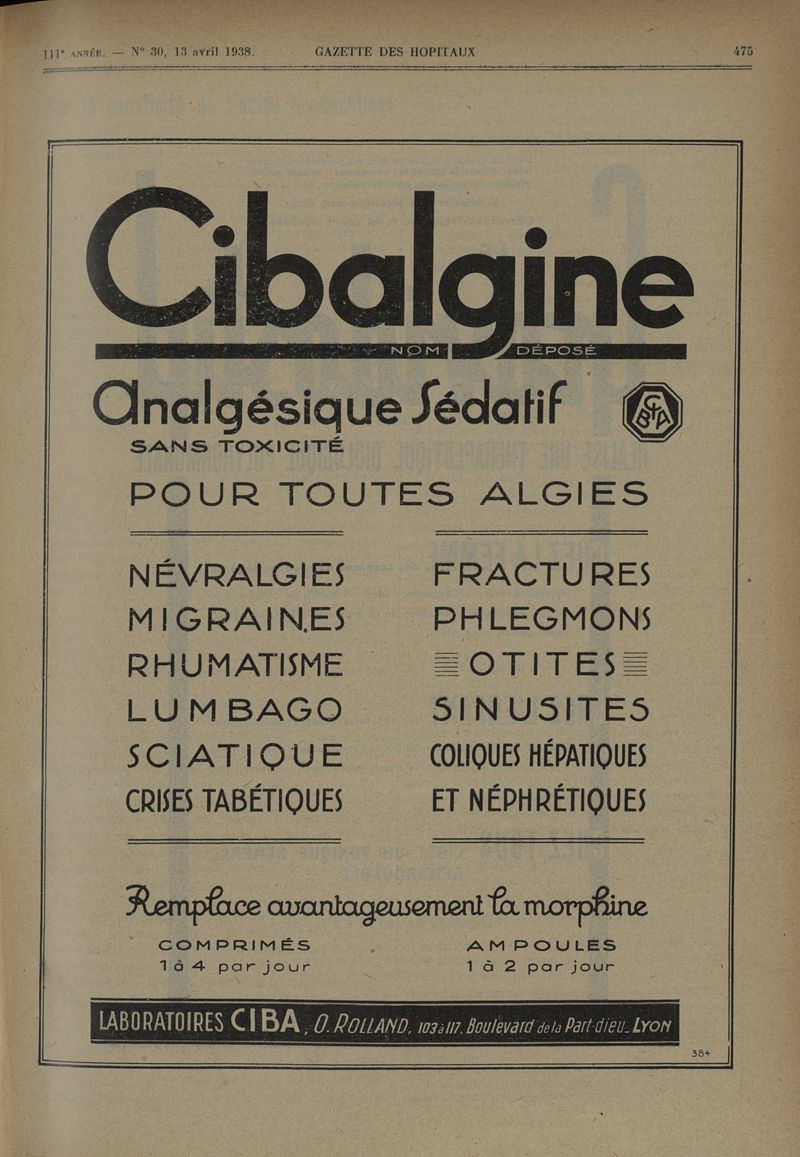 111e ANNÉE. — N° 30, 13 avril 1938. GAZETTE DES HOPITAUX 475
Cibalgine
NOM DÉPOSÉ
Analgésique Sédatif
CIBA
SANS TOXICITÉ
POUR TOUTES ALGIES
NÉVRALGIES
MIGRAINES
RHUMATISME
LUMBAGO
SCIATIQUE
CRISES TABÉTIQUES
FRACTURES
PHLEGMONS
OTITES
SINUSITES
COLIQUES HÉPATIQUES
ET NÉPHRÉTIQUES
Remplace avantageusement la morphine
COMPRIMÉS
1 à 4 par jour
AMPOULES
1 à 2 par jour
LABORATOIRES CIBA, O. ROLLAND, 103 à 117, Boulevard de la Part-dieu_LYON
384